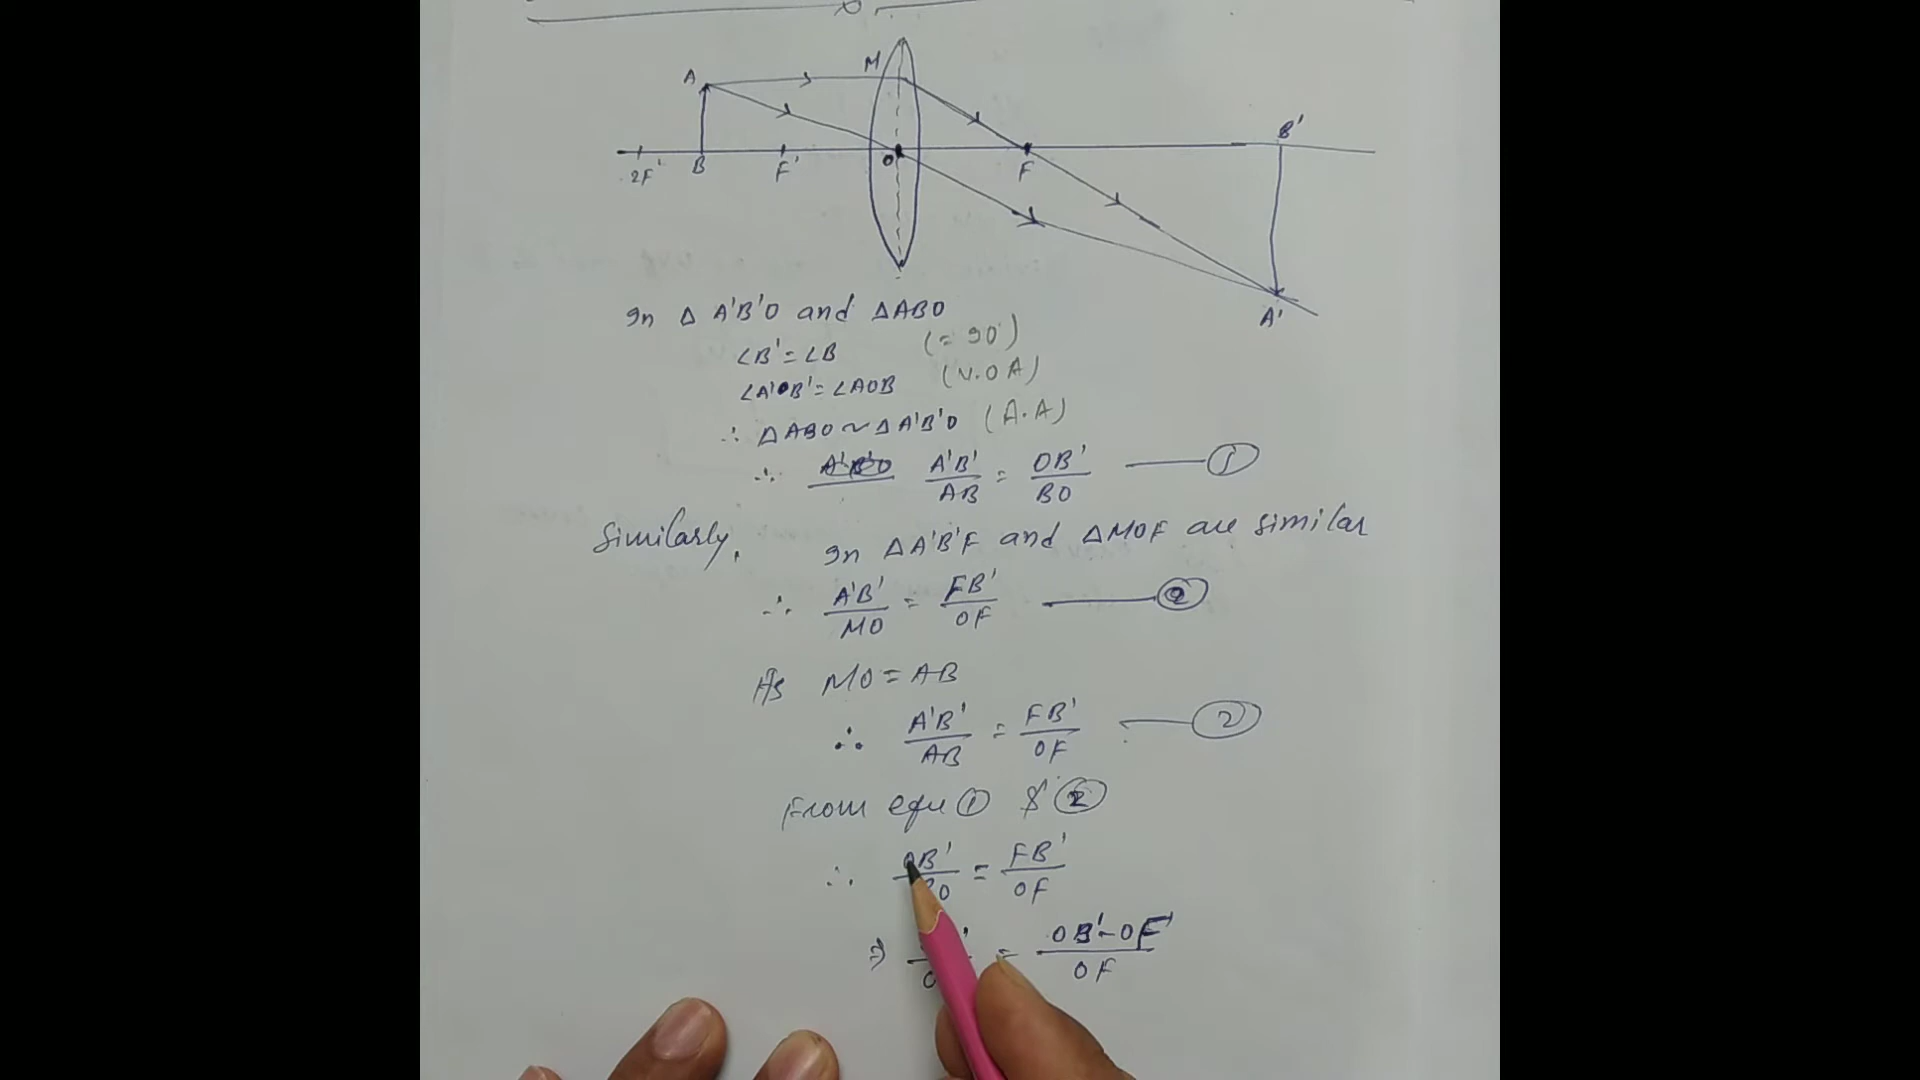 M
A
B'
2F'
B
F'
O
F
A'
In Δ A'B'O and ΔABO
∠B' = ∠B (= 90°)
∠A'OB' = ∠AOB (V.O A)
∴ ΔABO ~ ΔA'B'O (A.A)
∴ A'B'/AB = OB'/BO —— ①
Similarly, In ΔA'B'F and ΔMOF are similar
∴ A'B'/MO = FB'/OF —— ②
As MO = AB
∴ A'B'/AB = FB'/OF —— ②
From equ ① & ②
∴ OB'/BO = FB'/OF
⇒ = OB'-OF/OF